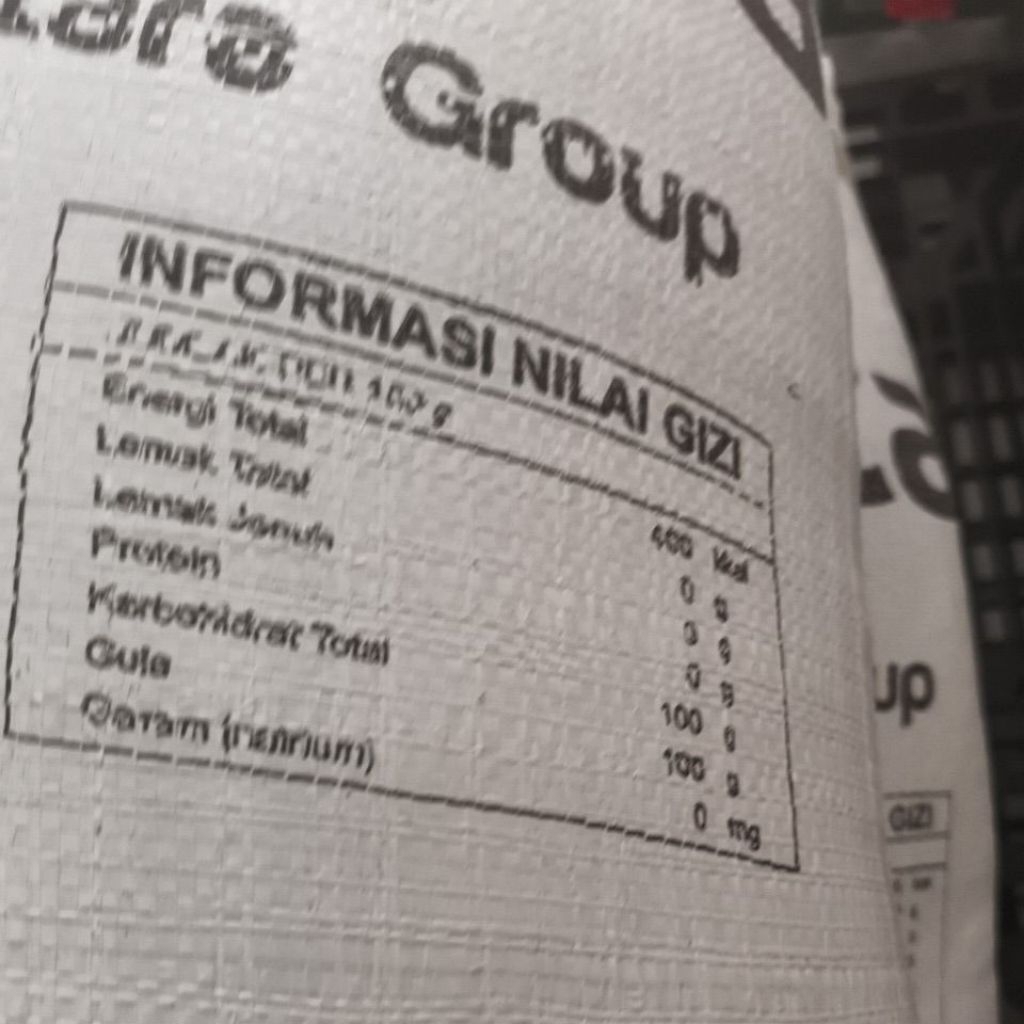 Group
INFORMASI NILAI GIZI
100 g
Energi Total 400 kkal
Lemak Total 0 g
Lemak Jenuh 0 g
Protein 0 g
Karbohidrat Total 100 g
Gula 100 g
Garam (natrium) 0 mg
up
GIZI